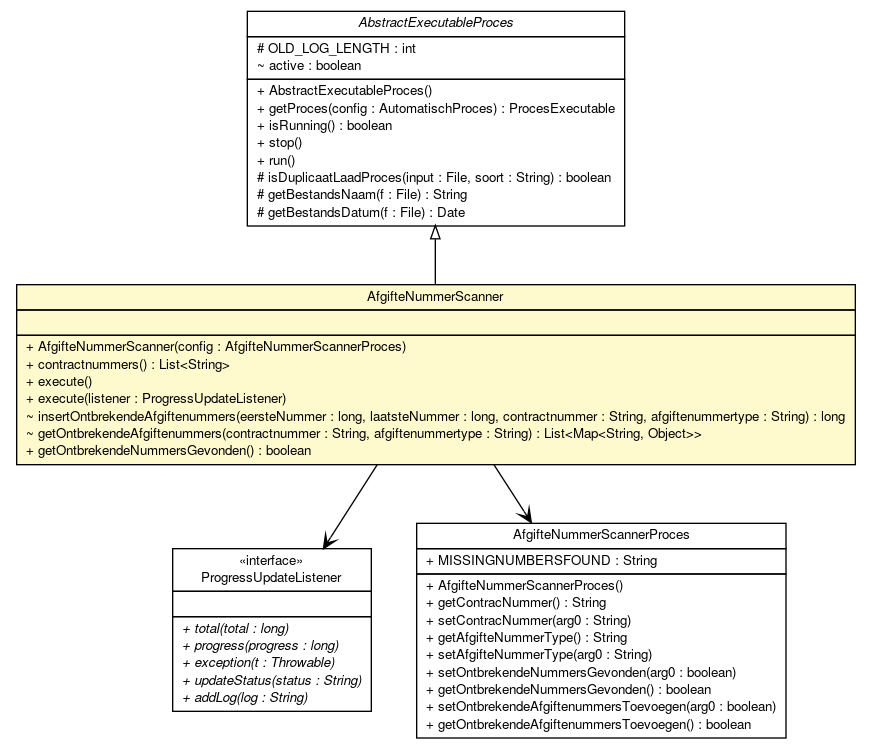 AbstractExecutableProces
# OLD_LOG_LENGTH : int
~ active : boolean
+ AbstractExecutableProces()
+ getProces(config : AutomatischProces) : ProcesExecutable
+ isRunning() : boolean
+ stop()
+ run()
# isDuplicaatLaadProces(input : File, soort : String) : boolean
# getBestandsNaam(f : File) : String
# getBestandsDatum(f : File) : Date
AfgifteNummerScanner
+ AfgifteNummerScanner(config : AfgifteNummerScannerProces)
+ contractnummers() : List<String>
+ execute()
+ execute(listener : ProgressUpdateListener)
~ insertOntbrekendeAfgiftenummers(eersteNummer : long, laatsteNummer : long, contractnummer : String, afgiftenummertype : String) : long
~ getOntbrekendeAfgiftenummers(contractnummer : String, afgiftenummertype : String) : List<Map<String, Object>>
+ getOntbrekendeNummersGevonden() : boolean
«interface»
ProgressUpdateListener
+ total(total : long)
+ progress(progress : long)
+ exception(t : Throwable)
+ updateStatus(status : String)
+ addLog(log : String)
AfgifteNummerScannerProces
+ MISSINGNUMBERSFOUND : String
+ AfgifteNummerScannerProces()
+ getContracNummer() : String
+ setContracNummer(arg0 : String)
+ getAfgifteNummerType() : String
+ setAfgifteNummerType(arg0 : String)
+ setOntbrekendeNummersGevonden(arg0 : boolean)
+ getOntbrekendeNummersGevonden() : boolean
+ setOntbrekendeAfgiftenummersToevoegen(arg0 : boolean)
+ getOntbrekendeAfgiftenummersToevoegen() : boolean